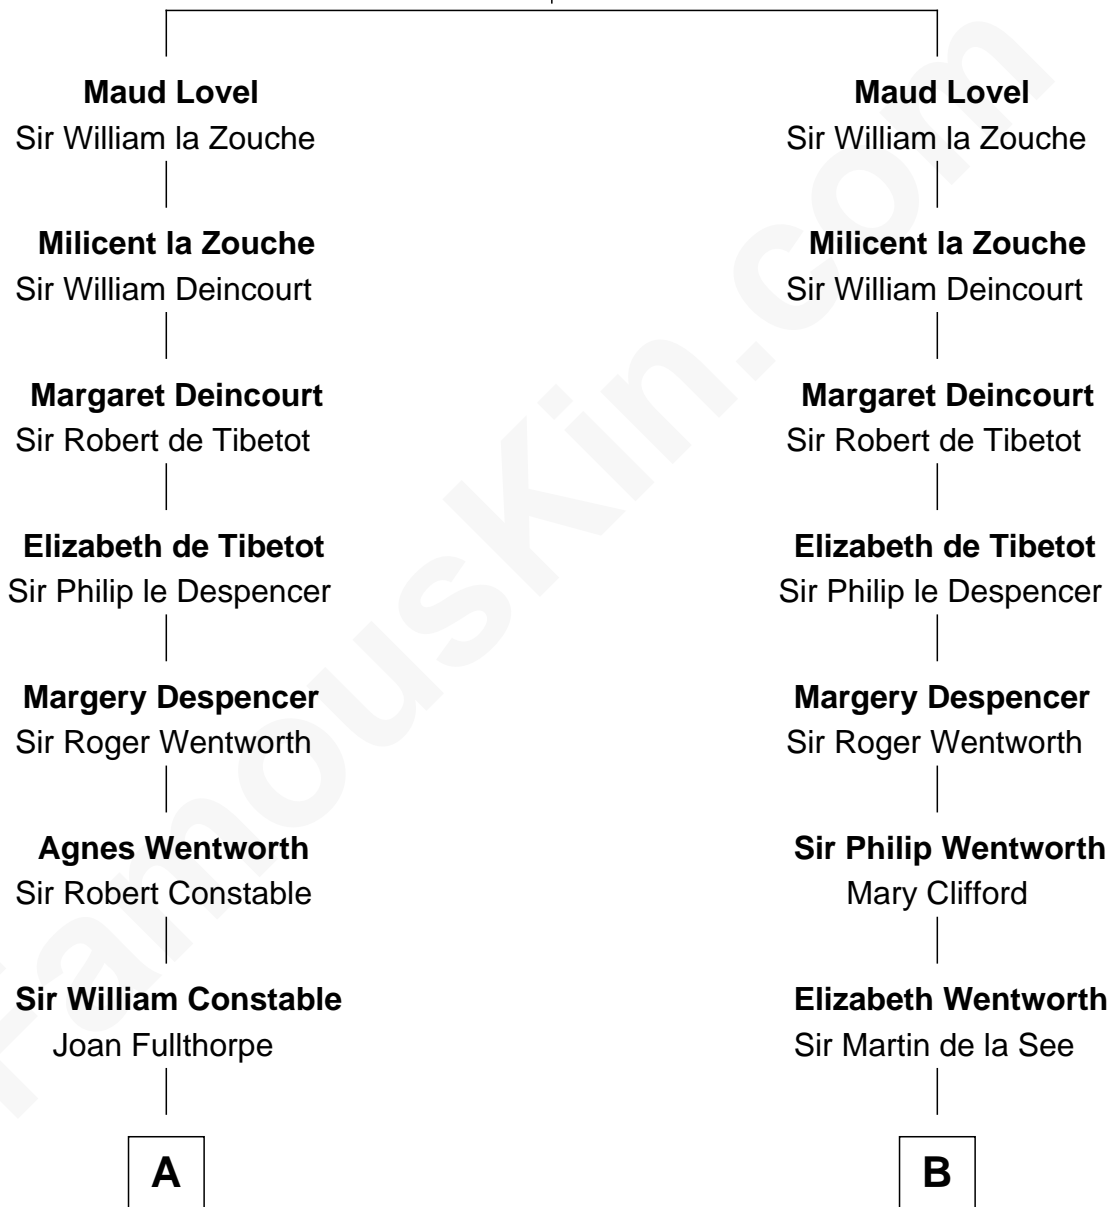 Maud Lovel
Sir William la Zouche
Maud Lovel
Sir William la Zouche
Milicent la Zouche
Sir William Deincourt
Milicent la Zouche
Sir William Deincourt
Margaret Deincourt
Sir Robert de Tibetot
Margaret Deincourt
Sir Robert de Tibetot
Elizabeth de Tibetot
Sir Philip le Despencer
Elizabeth de Tibetot
Sir Philip le Despencer
Margery Despencer
Sir Roger Wentworth
Margery Despencer
Sir Roger Wentworth
Agnes Wentworth
Sir Robert Constable
Sir Philip Wentworth
Mary Clifford
Sir William Constable
Joan Fullthorpe
Elizabeth Wentworth
Sir Martin de la See
A
B
FamousKin.com